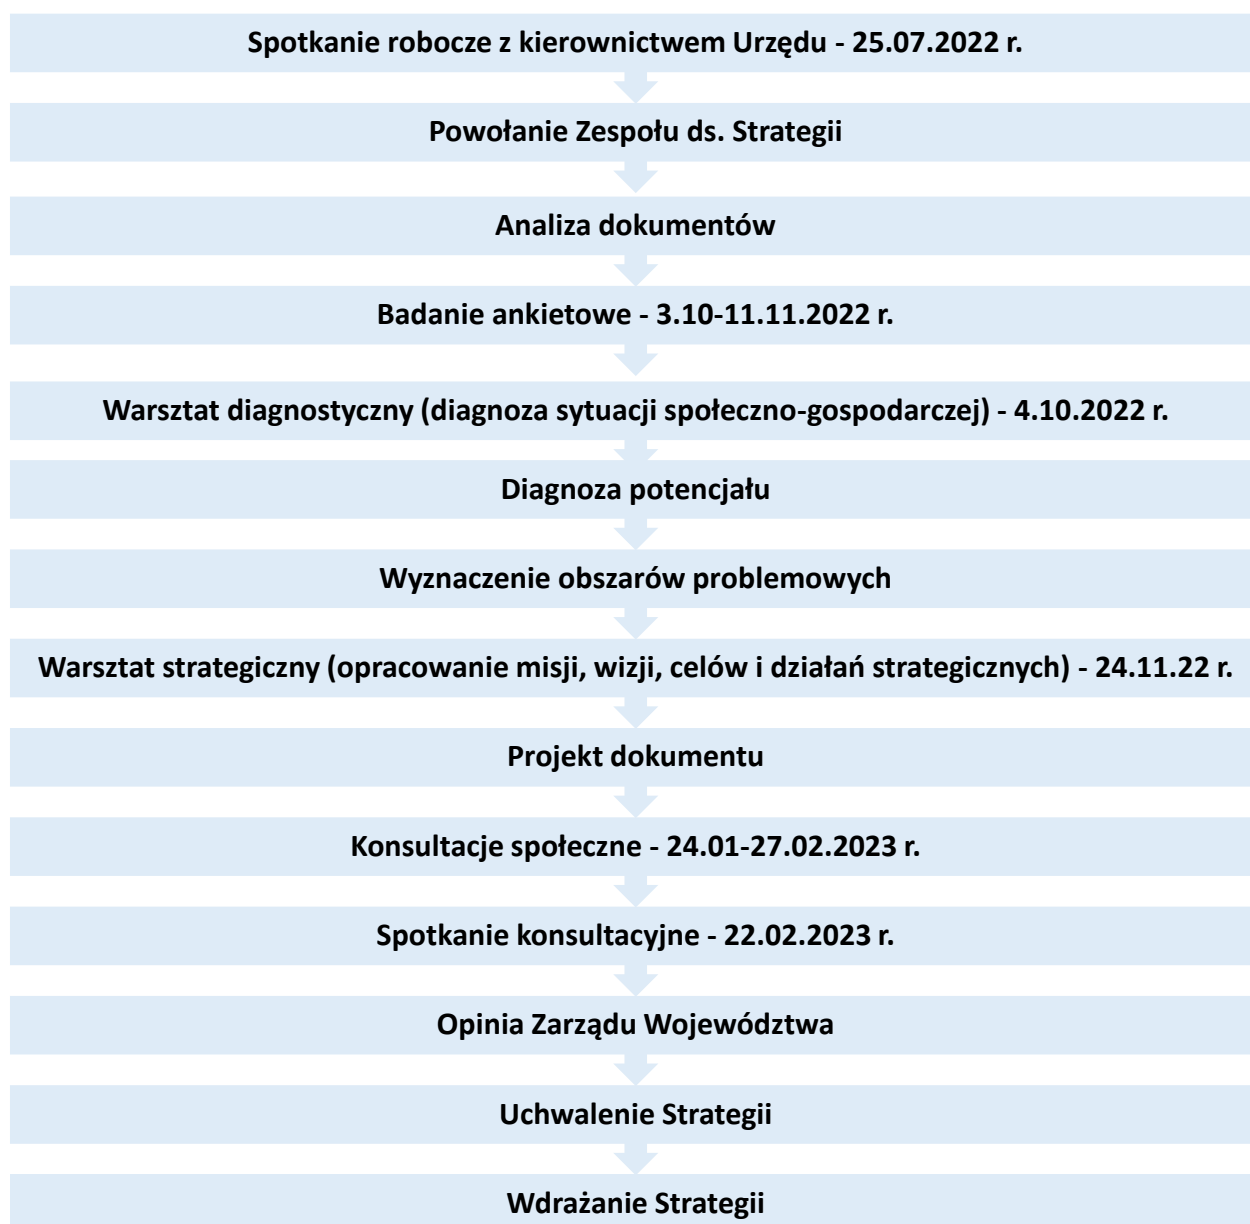 Spotkanie robocze z kierownictwem Urzędu - 25.07.2022 r.
Powołanie Zespołu ds. Strategii
Analiza dokumentów
Badanie ankietowe - 3.10-11.11.2022 r.
Warsztat diagnostyczny (diagnoza sytuacji społeczno-gospodarczej) - 4.10.2022 r.
Diagnoza potencjału
Wyznaczenie obszarów problemowych
Warsztat strategiczny (opracowanie misji, wizji, celów i działań strategicznych) - 24.11.22 r.
Projekt dokumentu
Konsultacje społeczne - 24.01-27.02.2023 r.
Spotkanie konsultacyjne - 22.02.2023 r.
Opinia Zarządu Województwa
Uchwalenie Strategii
Wdrażanie Strategii